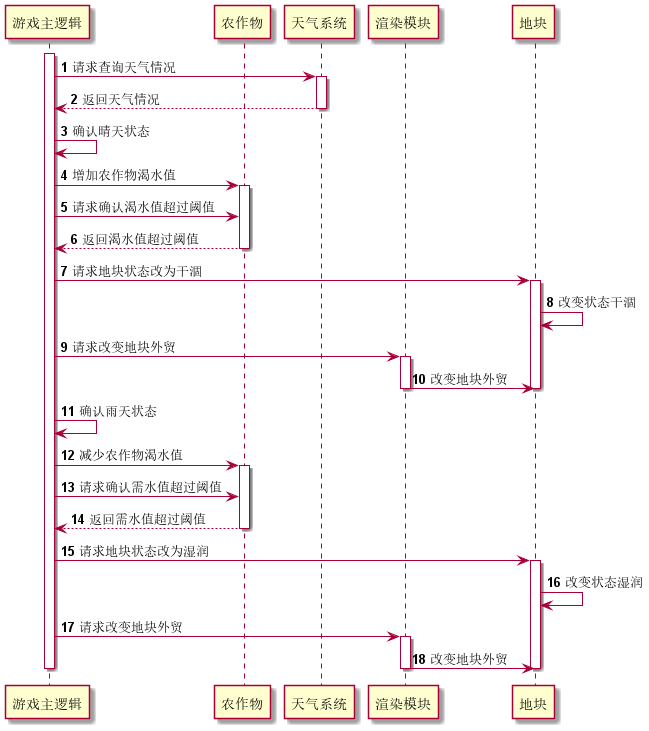 游戏主逻辑 农作物 天气系统 渲染模块 地块
1 请求查询天气情况
2 返回天气情况
3 确认晴天状态
4 增加农作物渴水值
5 请求确认渴水值超过阈值
6 返回渴水值超过阈值
7 请求地块状态改为干涸
8 改变状态干涸
9 请求改变地块外贸
10 改变地块外贸
11 确认雨天状态
12 减少农作物渴水值
13 请求确认需水值超过阈值
14 返回需水值超过阈值
15 请求地块状态改为湿润
16 改变状态湿润
17 请求改变地块外贸
18 改变地块外贸
游戏主逻辑 农作物 天气系统 渲染模块 地块